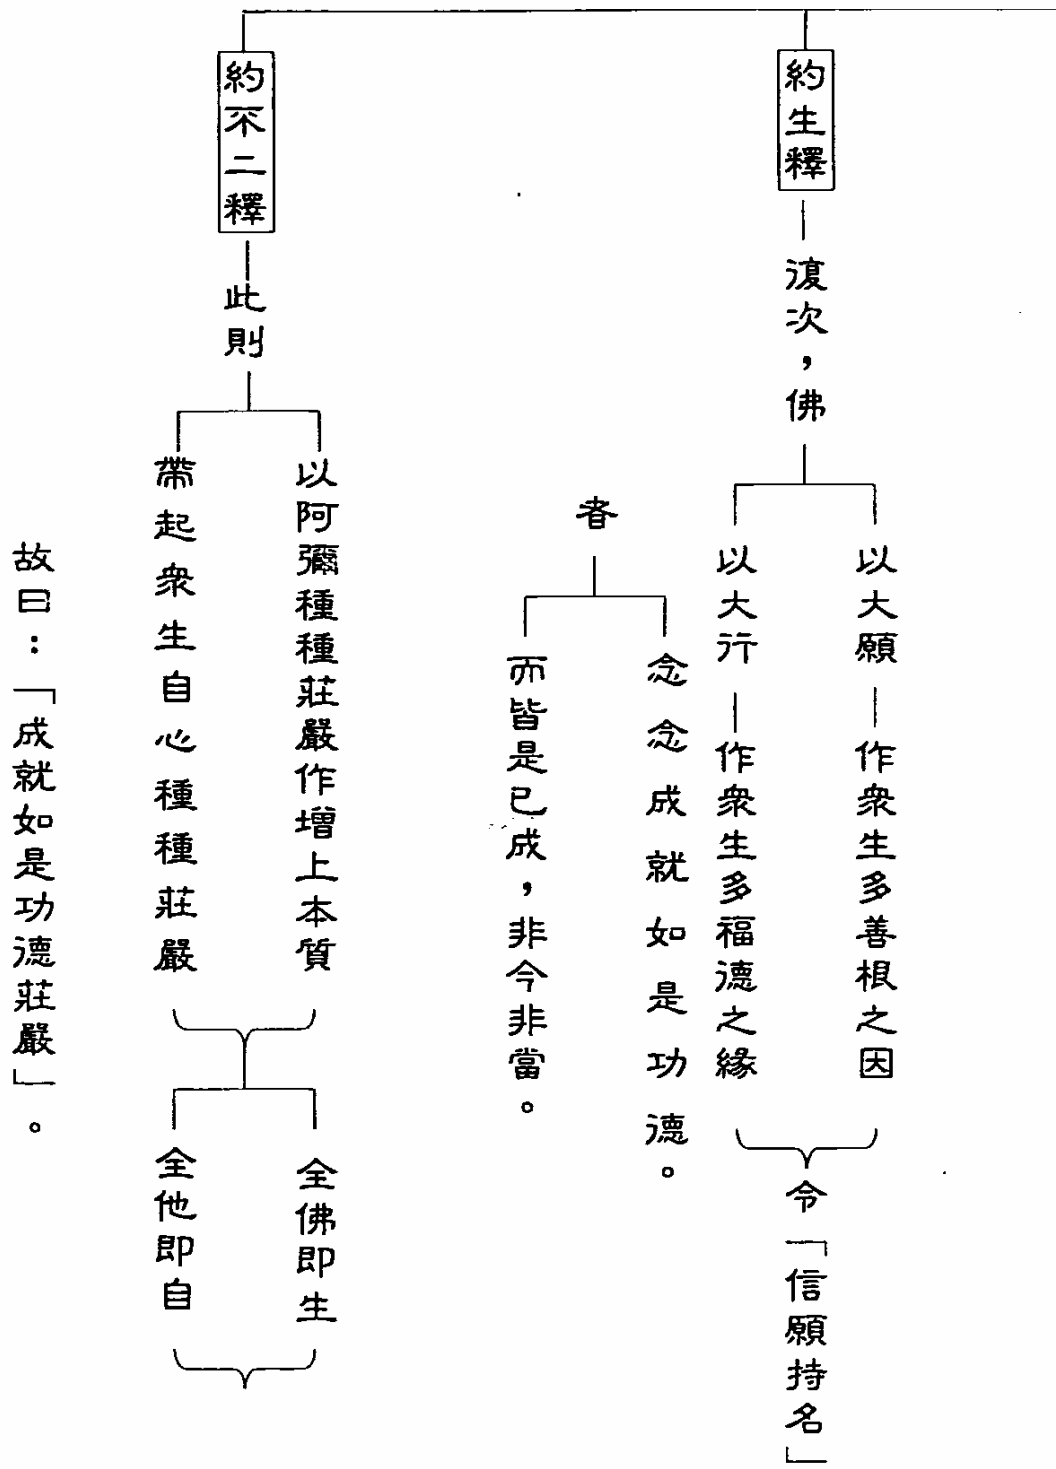 約生釋
復次，佛
以大願
作眾生多善根之因
以大行
作眾生多福德之緣
令「信願持名」
者
念念成就如是功德。
而皆是已成，非今非當。
約不二釋
此則
以阿彌種種莊嚴作增上本質
帶起眾生自心種種莊嚴
全佛即生
全他即自
故曰：「成就如是功德莊嚴」。